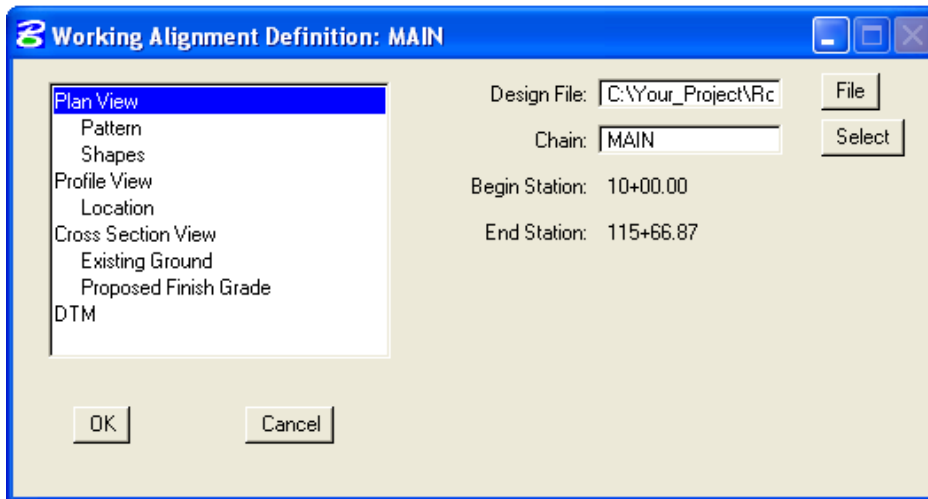 Working Alignment Definition: MAIN
Plan View
Pattern
Shapes
Profile View
Location
Cross Section View
Existing Ground
Proposed Finish Grade
DTM
Design File: C:\Your_Project\Rc File
Chain: MAIN Select
Begin Station: 10+00.00
End Station: 115+66.87
OK Cancel